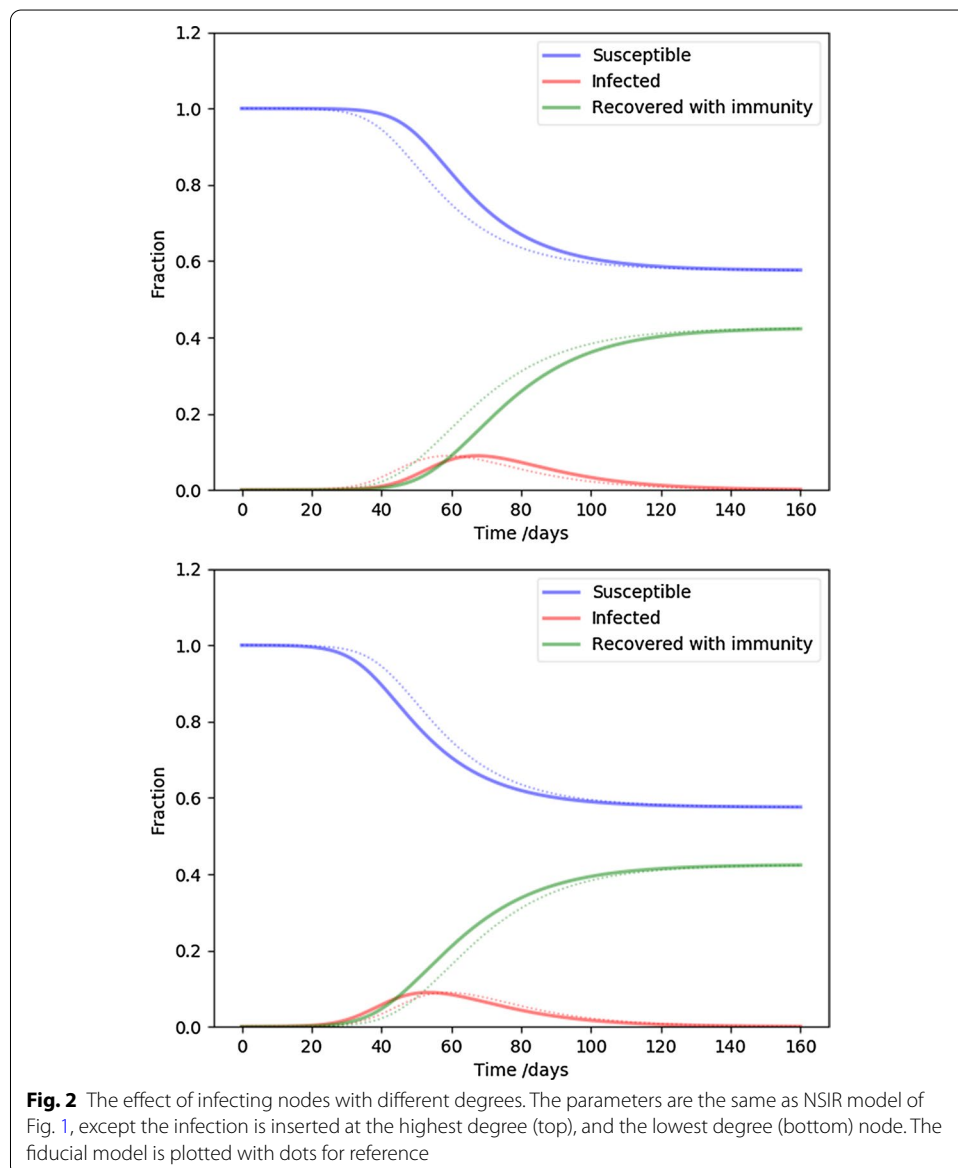 1.2
1.0
0.8
0.6
0.4
0.2
0.0
Fraction
Susceptible
Infected
Recovered with immunity
0 20 40 60 80 100 120 140 160
Time /days
1.2
1.0
0.8
0.6
0.4
0.2
0.0
Fraction
Susceptible
Infected
Recovered with immunity
0 20 40 60 80 100 120 140 160
Time /days
Fig. 2 The effect of infecting nodes with different degrees. The parameters are the same as NSIR model of
Fig. 1, except the infection is inserted at the highest degree (top), and the lowest degree (bottom) node. The
fiducial model is plotted with dots for reference